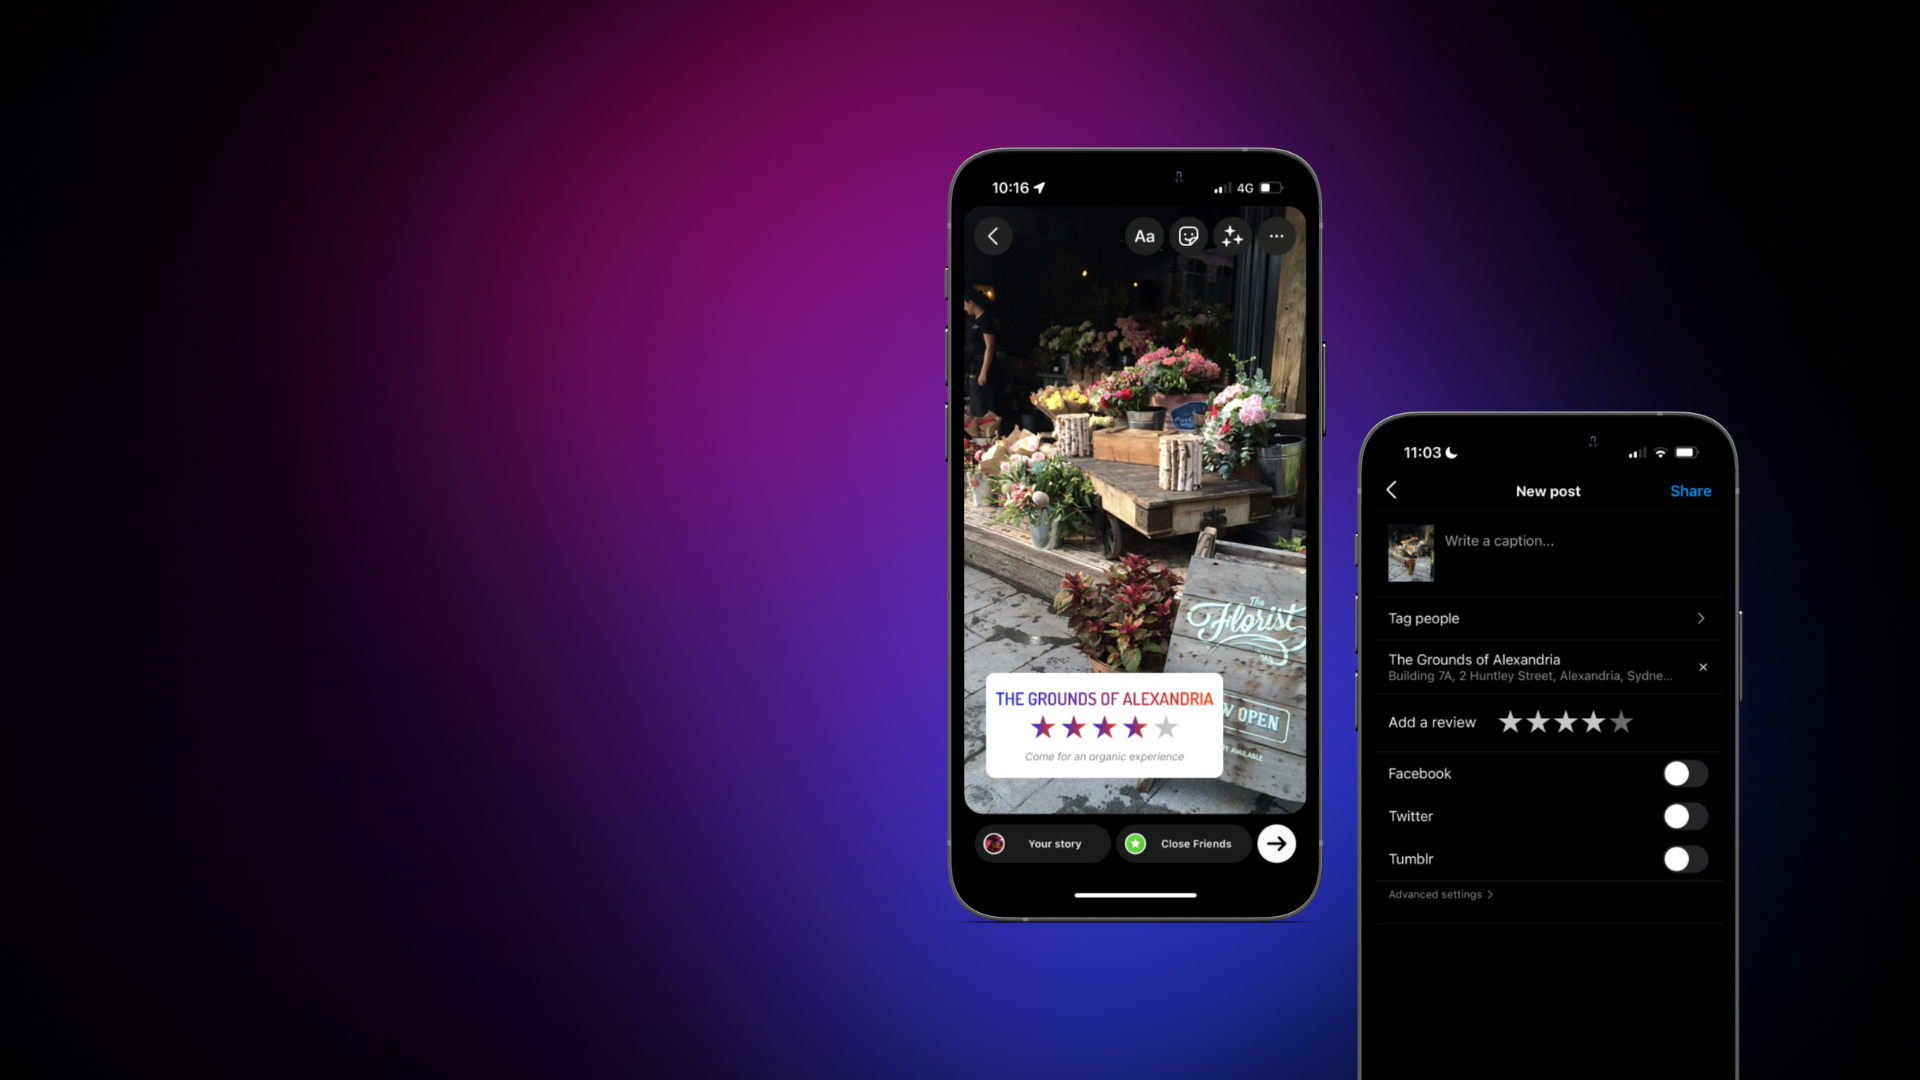 10:16
4G
Aa
The
Florist
W OPEN
AVAILABLE
THE GROUNDS OF ALEXANDRIA
Come for an organic experience
Your story
Close Friends
11:03
New post
Share
Write a caption...
Tag people
The Grounds of Alexandria
Building 7A, 2 Huntley Street, Alexandria, Sydne...
Add a review
Facebook
Twitter
Tumblr
Advanced settings